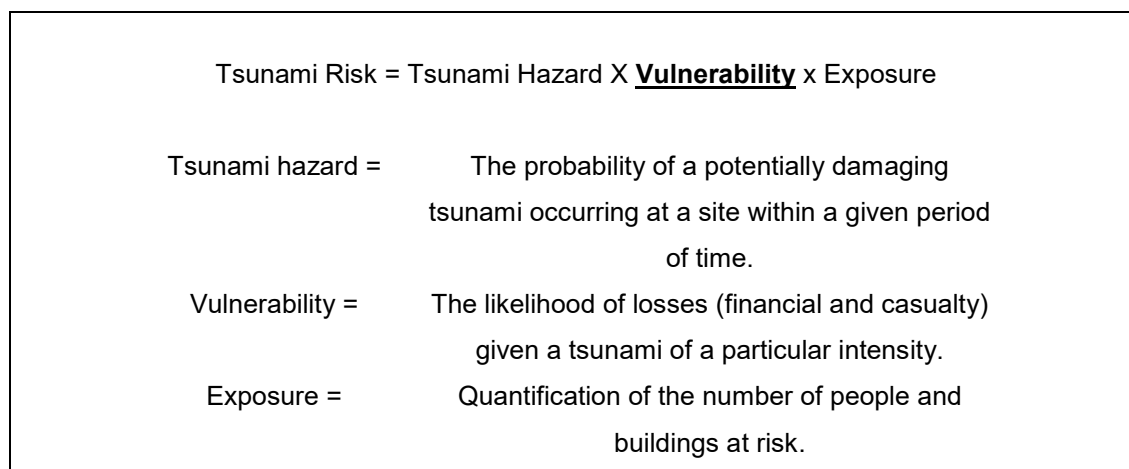 Tsunami Risk = Tsunami Hazard X Vulnerability x Exposure
Tsunami hazard = The probability of a potentially damaging
tsunami occurring at a site within a given period
of time.
Vulnerability = The likelihood of losses (financial and casualty)
given a tsunami of a particular intensity.
Exposure = Quantification of the number of people and
buildings at risk.